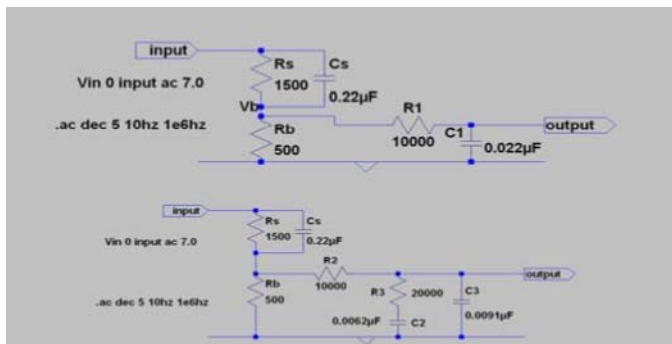 input
Rs
1500
Cs
0.22µF
Vin 0 input ac 7.0
Vb
.ac dec 5 10hz 1e6hz
Rb
500
R1
10000
C1
0.022µF
output
input
Rs
1500
Cs
0.22µF
Vin 0 input ac 7.0
R2
10000
output
Rb
500
R3
20000
C3
0.0091µF
.ac dec 5 10hz 1e6hz
0.0062µF
C2